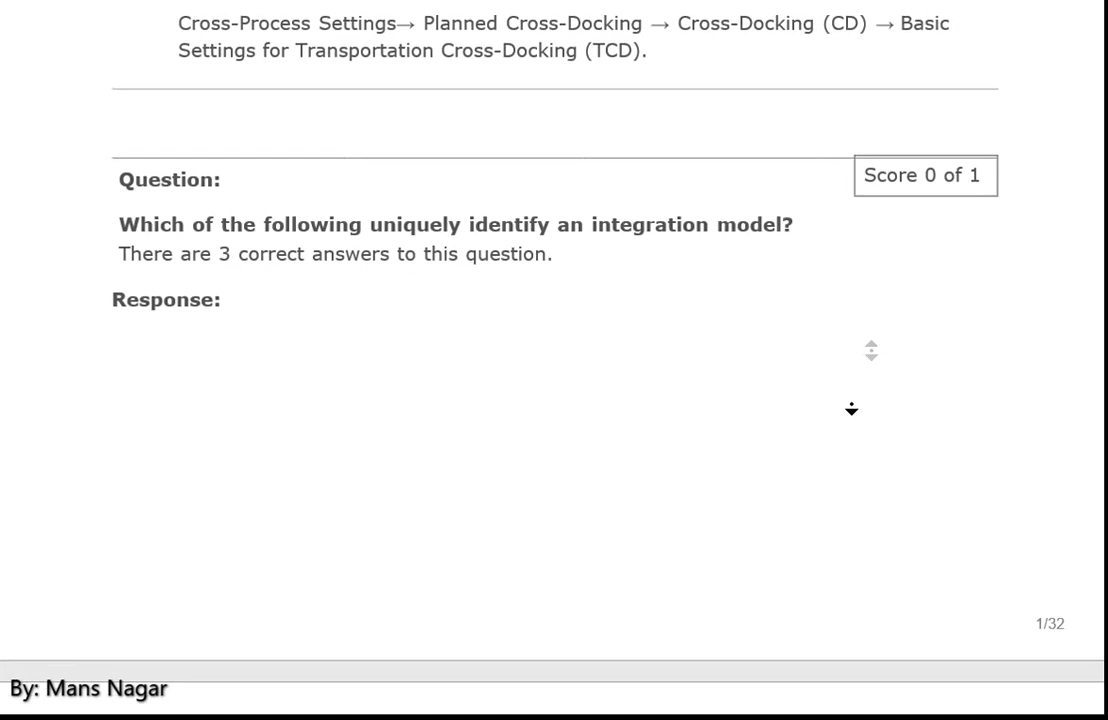 Cross-Process Settings→ Planned Cross-Docking → Cross-Docking (CD) → Basic
Settings for Transportation Cross-Docking (TCD).
Score 0 of 1
Question:
Which of the following uniquely identify an integration model?
There are 3 correct answers to this question.
Response:
1/32
By: Mans Nagar